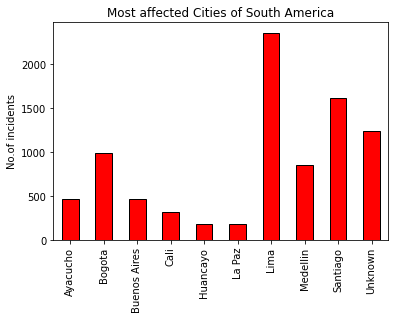 Most affected Cities of South America
No.of incidents
2000
1500
1000
500
0
Ayacucho
Bogota
Buenos Aires
Cali
Huancayo
La Paz
Lima
Medellin
Santiago
Unknown